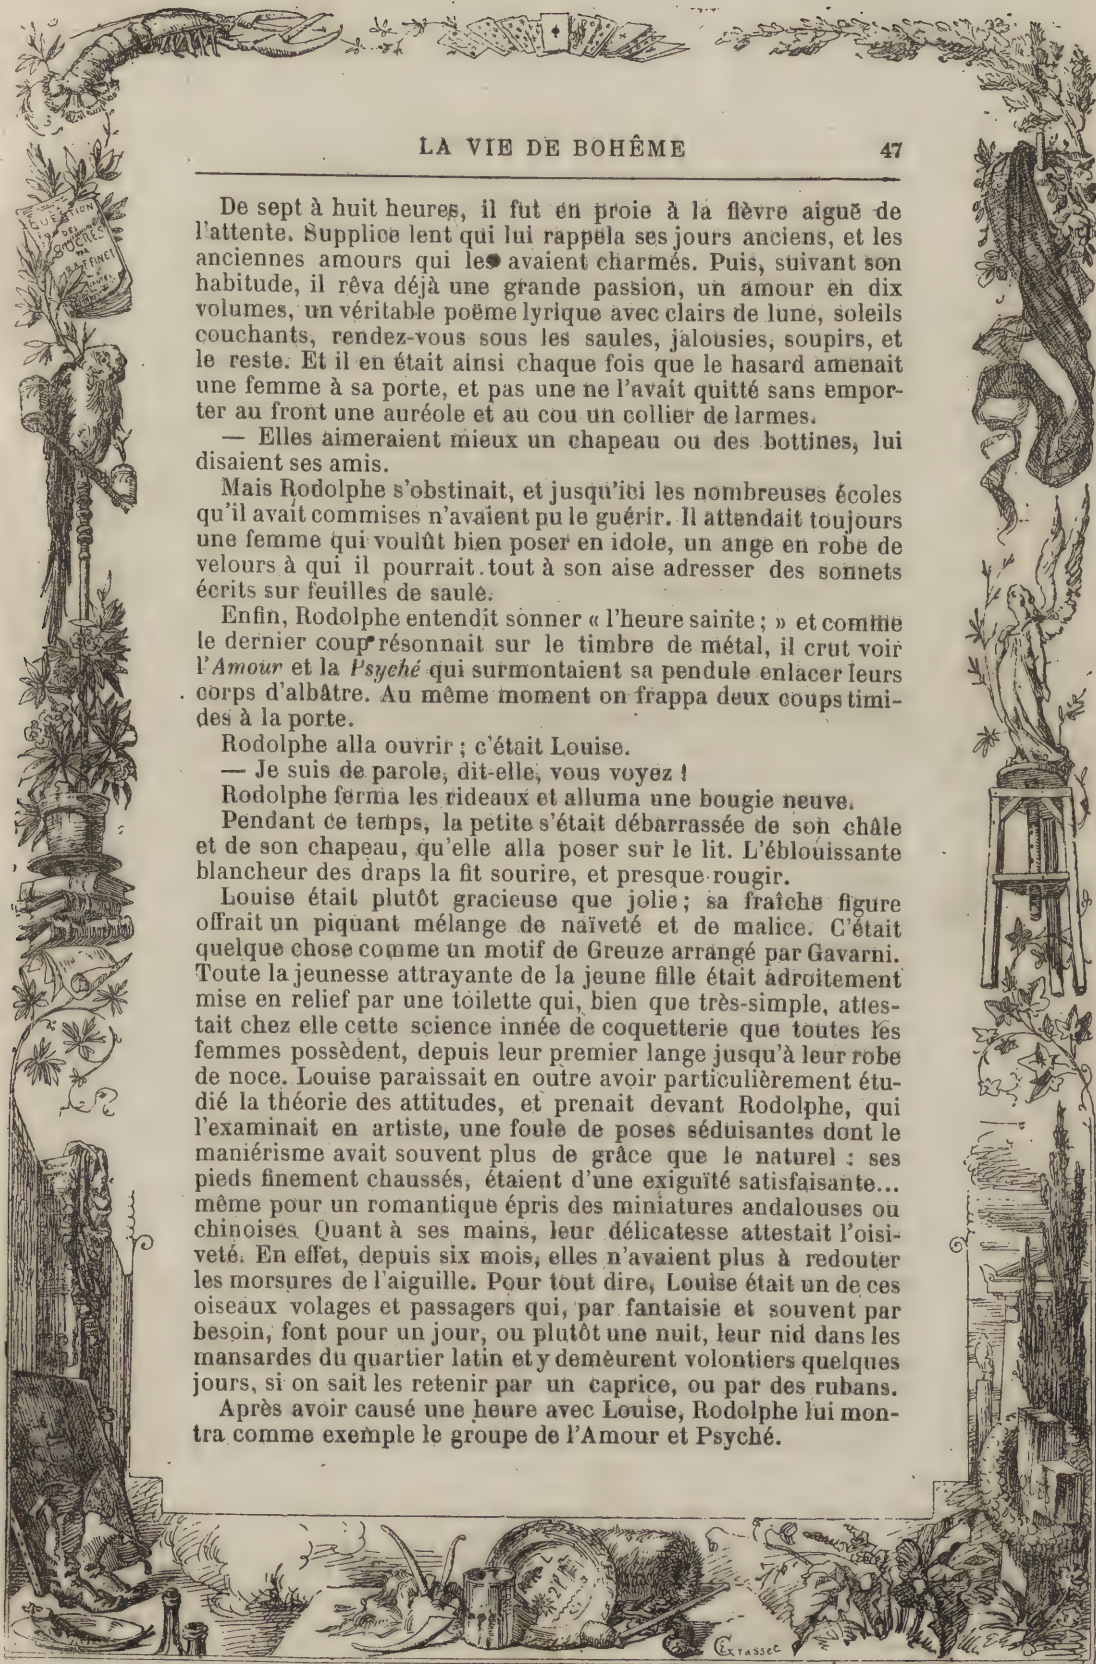 LA VIE DE BOHÊME 47
De sept à huit heures, il fut en proie à la fièvre aiguë de
l'attente. Supplice lent qui lui rappela ses jours anciens, et les
anciennes amours qui les avaient charmés. Puis, suivant son
habitude, il rêva déjà une grande passion, un amour en dix
volumes, un véritable poëme lyrique avec clairs de lune, soleils
couchants, rendez-vous sous les saules, jalousies, soupirs, et
le reste. Et il en était ainsi chaque fois que le hasard amenait
une femme à sa porte, et pas une ne l'avait quitté sans empor-
ter au front une auréole et au cou un collier de larmes.
— Elles aimeraient mieux un chapeau ou des bottines, lui
disaient ses amis.
Mais Rodolphe s'obstinait, et jusqu'ici les nombreuses écoles
qu'il avait commises n'avaient pu le guérir. Il attendait toujours
une femme qui voulût bien poser en idole, un ange en robe de
velours à qui il pourrait tout à son aise adresser des sonnets
écrits sur feuilles de saule.
Enfin, Rodolphe entendit sonner « l'heure sainte ; » et comme
le dernier coup résonnait sur le timbre de métal, il crut voir
l'Amour et la Psyché qui surmontaient sa pendule enlacer leurs
corps d'albâtre. Au même moment on frappa deux coups timi-
des à la porte.
Rodolphe alla ouvrir ; c'était Louise.
— Je suis de parole, dit-elle, vous voyez !
Rodolphe ferma les rideaux et alluma une bougie neuve.
Pendant ce temps, la petite s'était débarrassée de son châle
et de son chapeau, qu'elle alla poser sur le lit. L'éblouissante
blancheur des draps la fit sourire, et presque rougir.
Louise était plutôt gracieuse que jolie ; sa fraîche figure
offrait un piquant mélange de naïveté et de malice. C'était
quelque chose comme un motif de Greuze arrangé par Gavarni.
Toute la jeunesse attrayante de la jeune fille était adroitement
mise en relief par une toilette qui, bien que très-simple, attes-
tait chez elle cette science innée de coquetterie que toutes les
femmes possèdent, depuis leur premier lange jusqu'à leur robe
de noce. Louise paraissait en outre avoir particulièrement étu-
dié la théorie des attitudes, et prenait devant Rodolphe, qui
l'examinait en artiste, une foule de poses séduisantes dont le
maniérisme avait souvent plus de grâce que le naturel : ses
pieds finement chaussés, étaient d'une exiguïté satisfaisante...
même pour un romantique épris des miniatures andalouses ou
chinoises. Quant à ses mains, leur délicatesse attestait l'oisi-
veté. En effet, depuis six mois, elles n'avaient plus à redouter
les morsures de l'aiguille. Pour tout dire, Louise était un de ces
oiseaux volages et passagers qui, par fantaisie et souvent par
besoin, font pour un jour, ou plutôt une nuit, leur nid dans les
mansardes du quartier latin et y demeurent volontiers quelques
jours, si on sait les retenir par un caprice, ou par des rubans.
Après avoir causé une heure avec Louise, Rodolphe lui mon-
tra comme exemple le groupe de l'Amour et Psyché.
QUESTION
DES
SUCRES
PAR
RAFFINET
Grasset